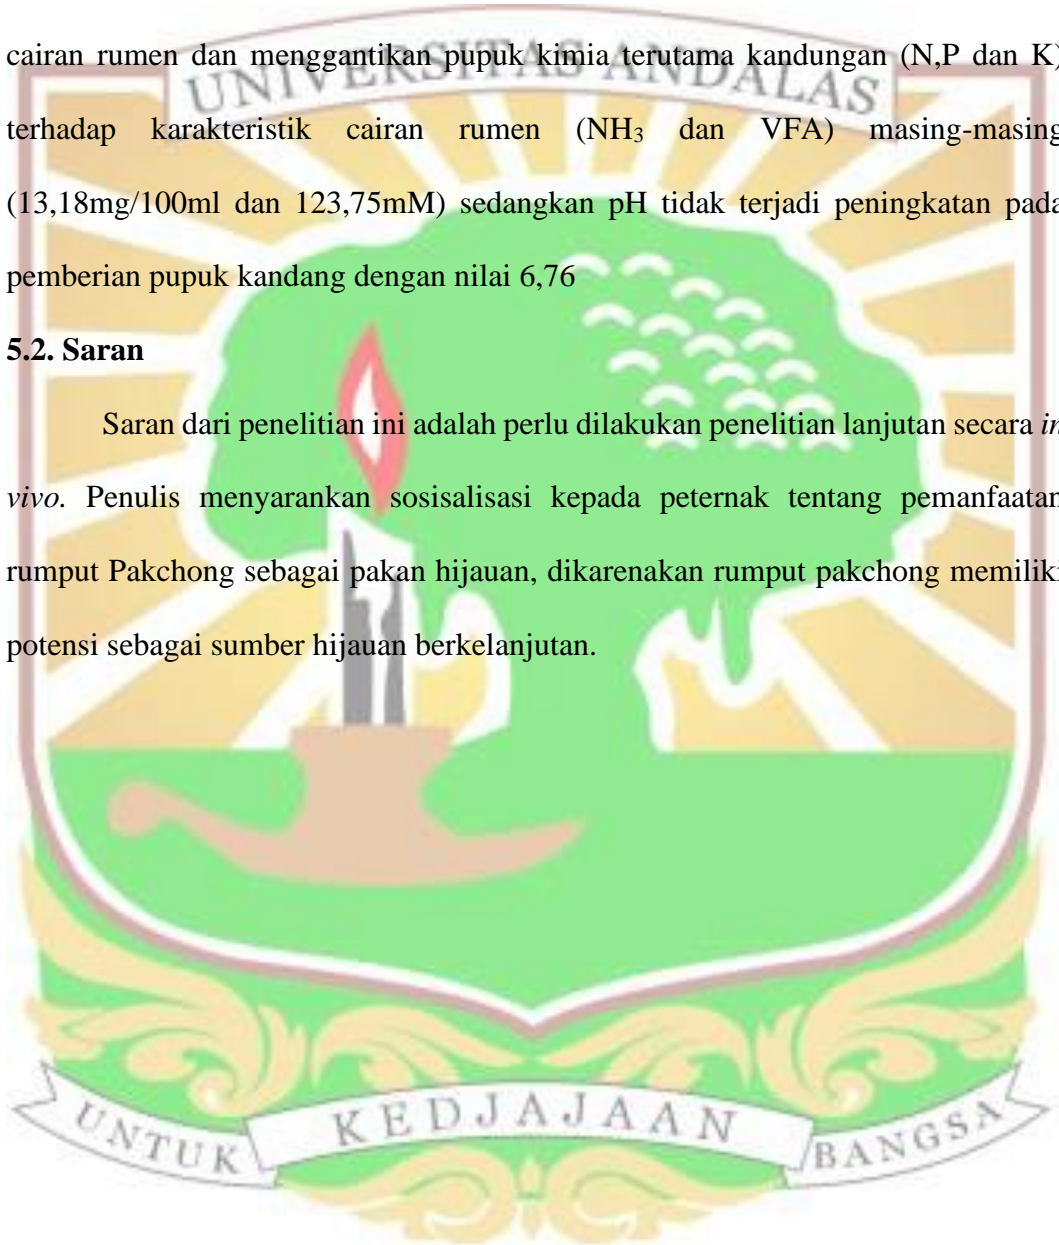 cairan rumen dan menggantikan pupuk kimia terutama kandungan (N,P dan K)
UNIVERSITAS ANDALAS
terhadap karakteristik cairan rumen (NH₃ dan VFA) masing-masing
(13,18mg/100ml dan 123,75mM) sedangkan pH tidak terjadi peningkatan pada
pemberian pupuk kandang dengan nilai 6,76
5.2. Saran
Saran dari penelitian ini adalah perlu dilakukan penelitian lanjutan secara in
vivo. Penulis menyarankan sosisalisasi kepada peternak tentang pemanfaatan
rumput Pakchong sebagai pakan hijauan, dikarenakan rumput pakchong memiliki
potensi sebagai sumber hijauan berkelanjutan.
UNTUK KEDJAJAAN BANGSA